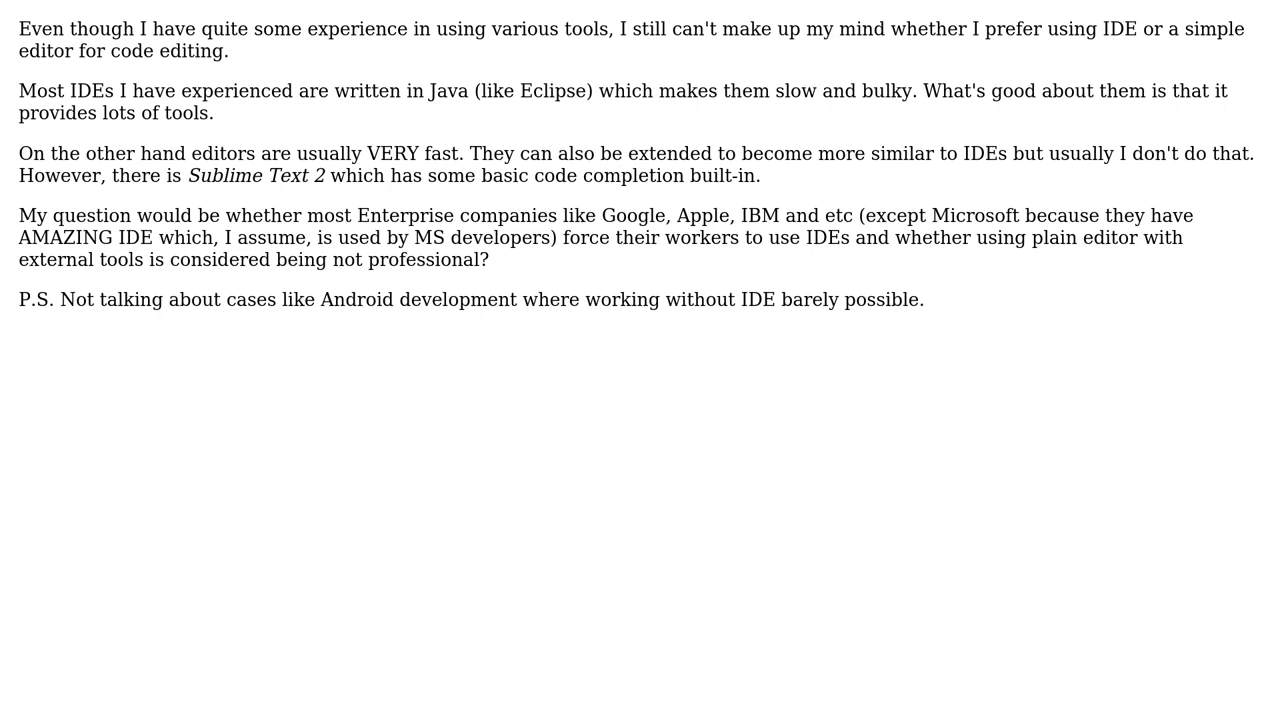 Even though I have quite some experience in using various tools, I still can't make up my mind whether I prefer using IDE or a simple
editor for code editing.
Most IDEs I have experienced are written in Java (like Eclipse) which makes them slow and bulky. What's good about them is that it
provides lots of tools.
On the other hand editors are usually VERY fast. They can also be extended to become more similar to IDEs but usually I don't do that.
However, there is Sublime Text 2 which has some basic code completion built-in.
My question would be whether most Enterprise companies like Google, Apple, IBM and etc (except Microsoft because they have
AMAZING IDE which, I assume, is used by MS developers) force their workers to use IDEs and whether using plain editor with
external tools is considered being not professional?
P.S. Not talking about cases like Android development where working without IDE barely possible.